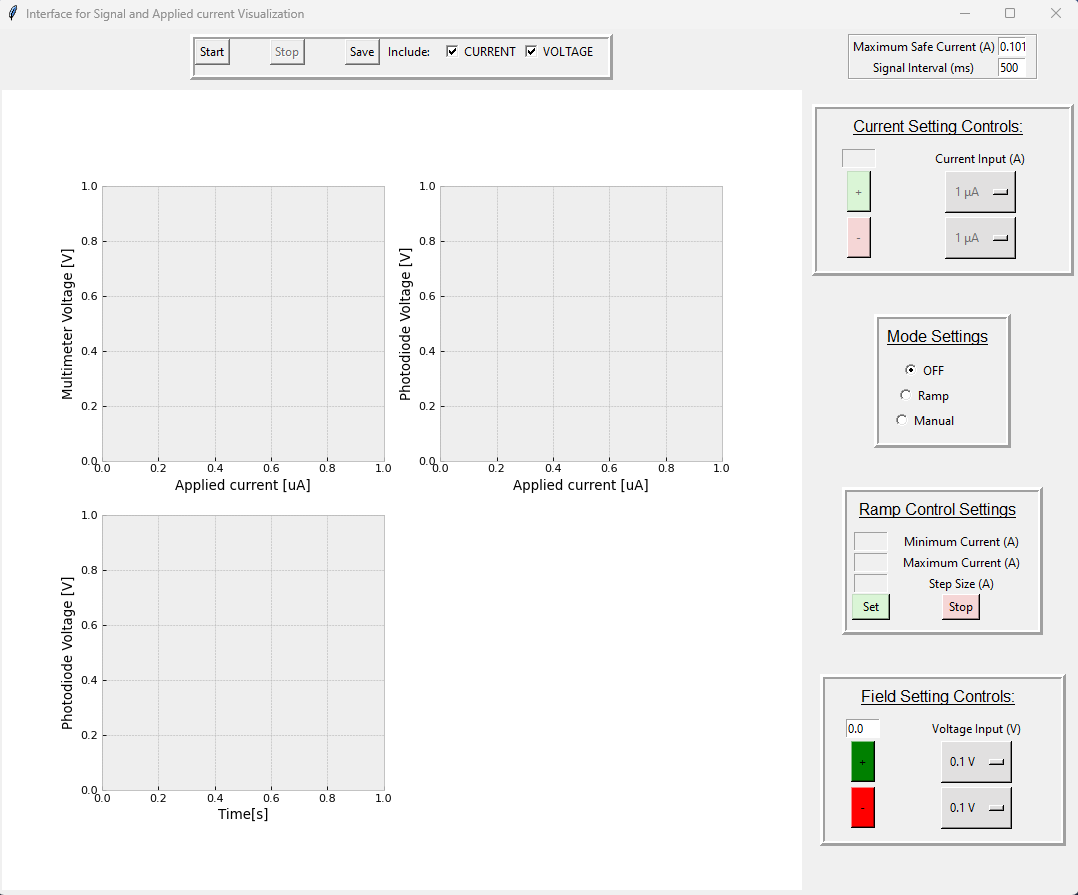 Interface for Signal and Applied current Visualization
Start Stop Save Include: CURRENT VOLTAGE
Maximum Safe Current (A) 0.101
Signal Interval (ms) 500
Current Setting Controls:
Current Input (A)
+ 1 µA
- 1 µA
Mode Settings
OFF
Ramp
Manual
Ramp Control Settings
Minimum Current (A)
Maximum Current (A)
Step Size (A)
Set Stop
Field Setting Controls:
0.0 Voltage Input (V)
+ 0.1 V
- 0.1 V
Multimeter Voltage [V]
1.0
0.8
0.6
0.4
0.2
0.0
0.0 0.2 0.4 0.6 0.8 1.0
Applied current [uA]
Photodiode Voltage [V]
1.0
0.8
0.6
0.4
0.2
0.0
0.0 0.2 0.4 0.6 0.8 1.0
Applied current [uA]
Photodiode Voltage [V]
1.0
0.8
0.6
0.4
0.2
0.0
0.0 0.2 0.4 0.6 0.8 1.0
Time[s]